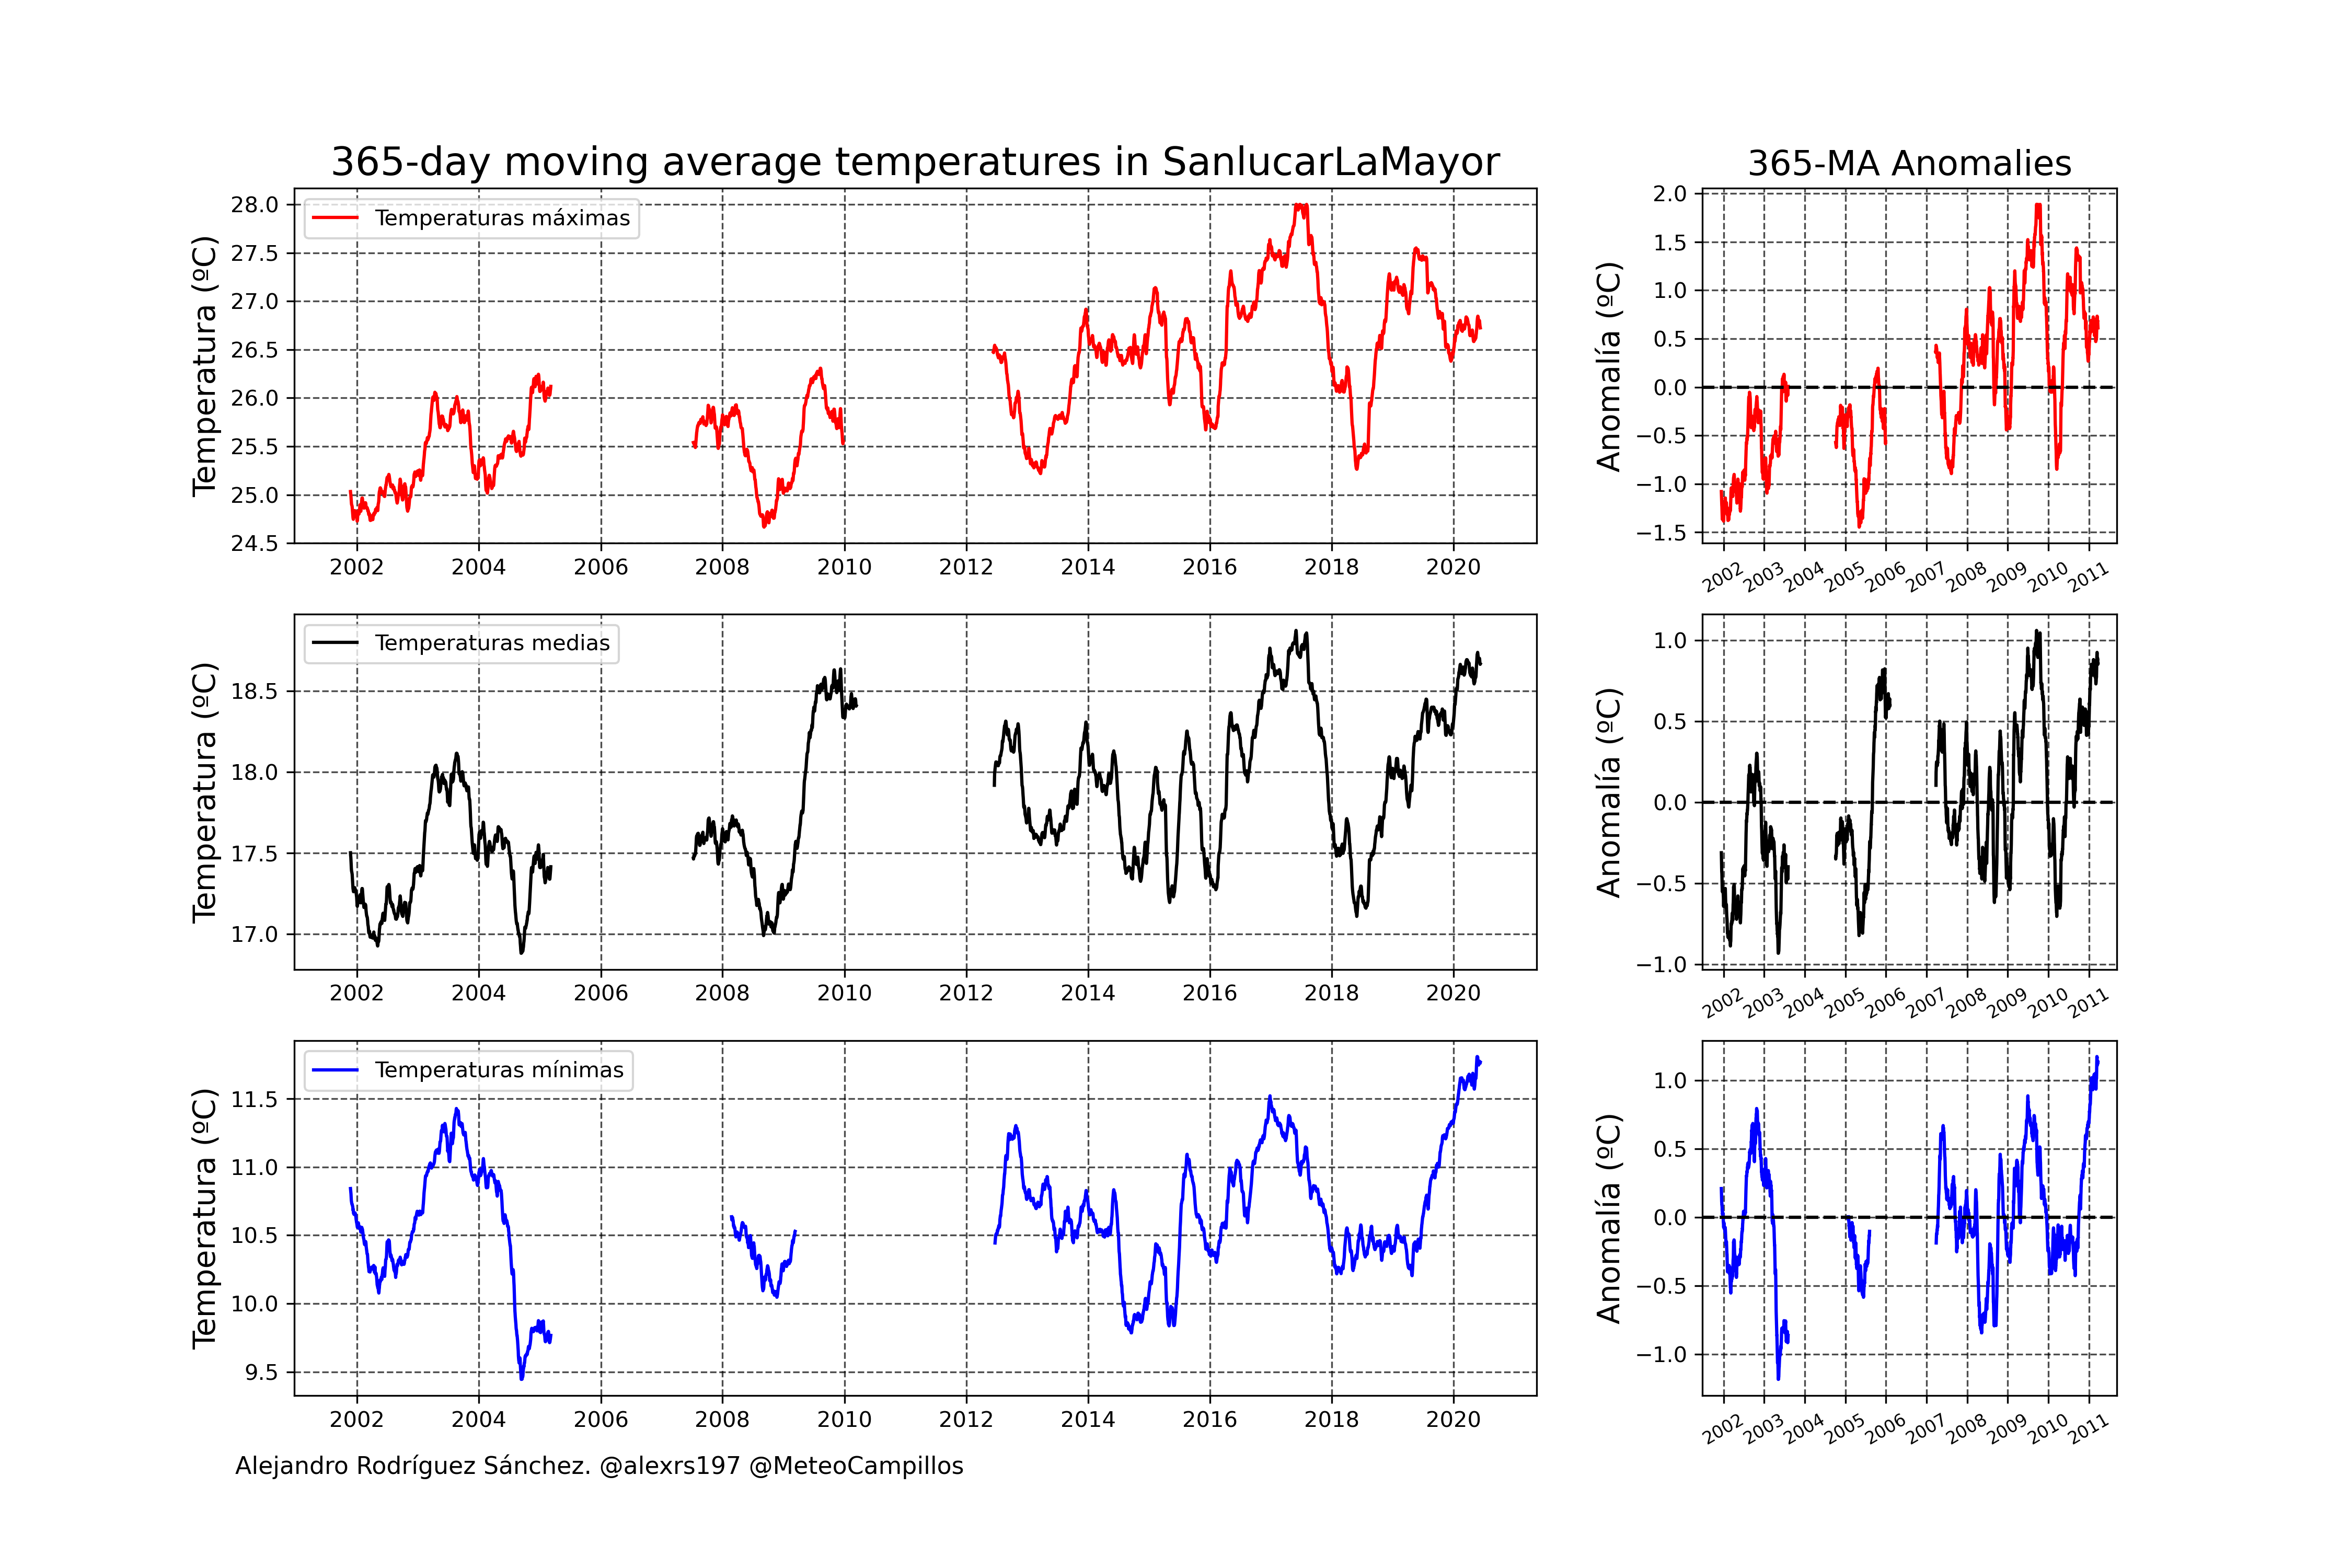 365-day moving average temperatures in SanlucarLaMayor
Temperatura (ºC)
28.0
27.5
27.0
26.5
26.0
25.5
25.0
24.5
Temperaturas máximas
2002 2004 2006 2008 2010 2012 2014 2016 2018 2020
365-MA Anomalies
Anomalía (ºC)
2.0
1.5
1.0
0.5
0.0
−0.5
−1.0
−1.5
2002 2003 2004 2005 2006 2007 2008 2009 2010 2011
Temperatura (ºC)
18.5
18.0
17.5
17.0
Temperaturas medias
2002 2004 2006 2008 2010 2012 2014 2016 2018 2020
Anomalía (ºC)
1.0
0.5
0.0
−0.5
−1.0
2002 2003 2004 2005 2006 2007 2008 2009 2010 2011
Temperatura (ºC)
11.5
11.0
10.5
10.0
9.5
Temperaturas mínimas
2002 2004 2006 2008 2010 2012 2014 2016 2018 2020
Anomalía (ºC)
1.0
0.5
0.0
−0.5
−1.0
2002 2003 2004 2005 2006 2007 2008 2009 2010 2011
Alejandro Rodríguez Sánchez. @alexrs197 @MeteoCampillos